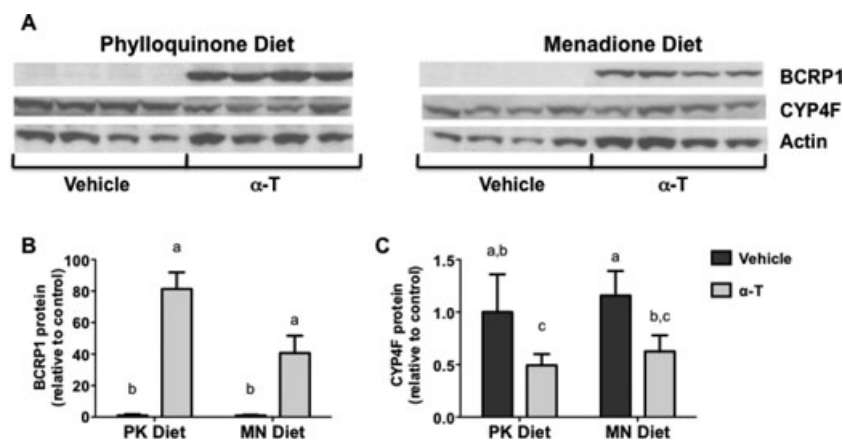 A
Phylloquinone Diet
Menadione Diet
BCRP1
CYP4F
Actin
Vehicle
α-T
Vehicle
α-T
B
BCRP1 protein
(relative to control)
100
80
60
40
20
0
b
a
b
a
PK Diet
MN Diet
C
CYP4F protein
(relative to control)
1.5
1.0
0.5
0.0
a,b
c
a
b,c
PK Diet
MN Diet
Vehicle
α-T